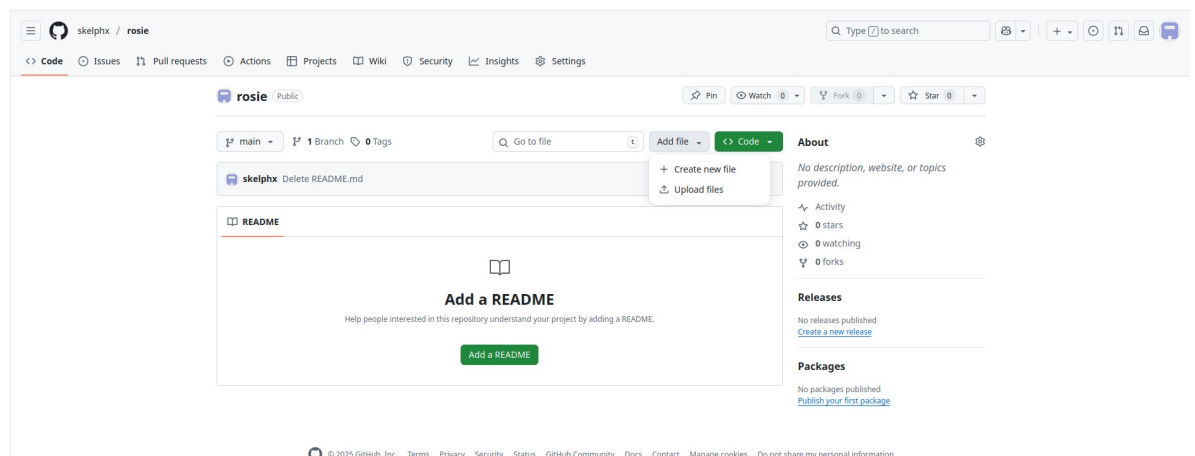 skelphx / rosie
Type / to search
Code Issues Pull requests Actions Projects Wiki Security Insights Settings
rosie Public
Pin Watch 0 Fork 0 Star 0
main 1 Branch 0 Tags
Go to file t
Add file Code
Create new file
Upload files
skelphx Delete README.md
README
Add a README
Help people interested in this repository understand your project by adding a README.
Add a README
About
No description, website, or topics
provided.
Activity
0 stars
0 watching
0 forks
Releases
No releases published
Create a new release
Packages
No packages published
Publish your first package
© 2025 GitHub, Inc. Terms Privacy Security Status GitHub Community Docs Contact Manage cookies Do not share my personal information